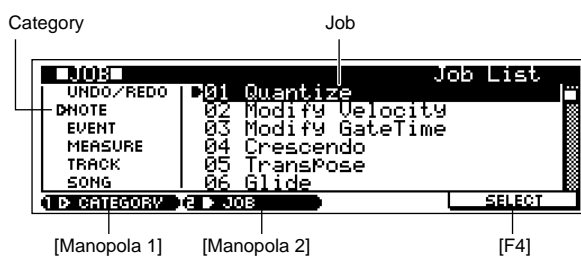 Category Job
■JOB■ Job List
UNDO/REDO 01 Quantize
NOTE 02 Modify Velocity
EVENT 03 Modify GateTime
MEASURE 04 Crescendo
TRACK 05 Transpose
SONG 06 Glide
1 CATEGORY 2 JOB SELECT
[Manopola 1] [Manopola 2] [F4]